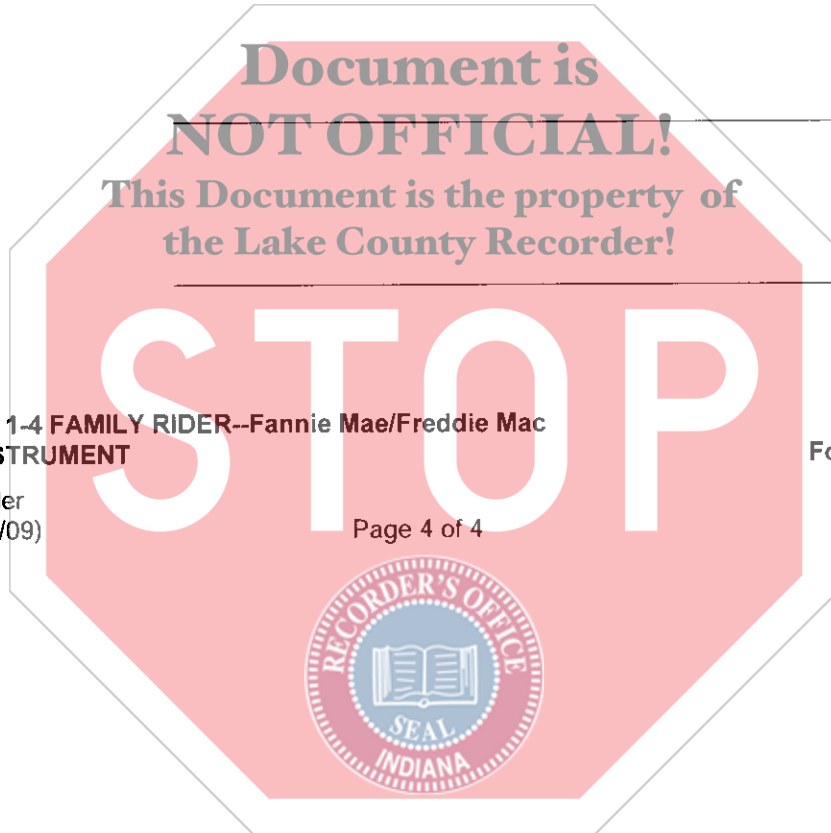 Document is
NOT OFFICIAL!
This Document is the property of
the Lake County Recorder!
STOP
1-4 FAMILY RIDER--Fannie Mae/Freddie Mac
STRUMENT
Fo
er
/09)
Page 4 of 4
RECORDER'S OFFICE
SEAL
INDIANA